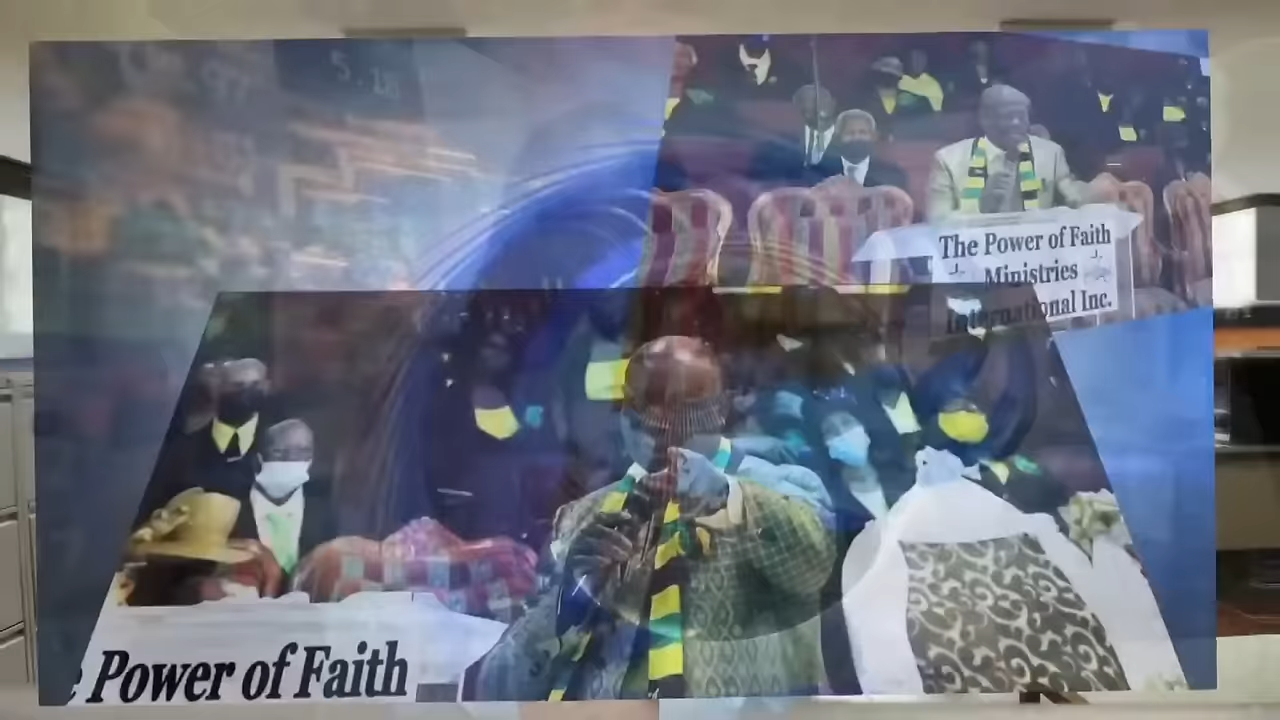 The Power of Faith
Ministries
International Inc.
Power of Faith